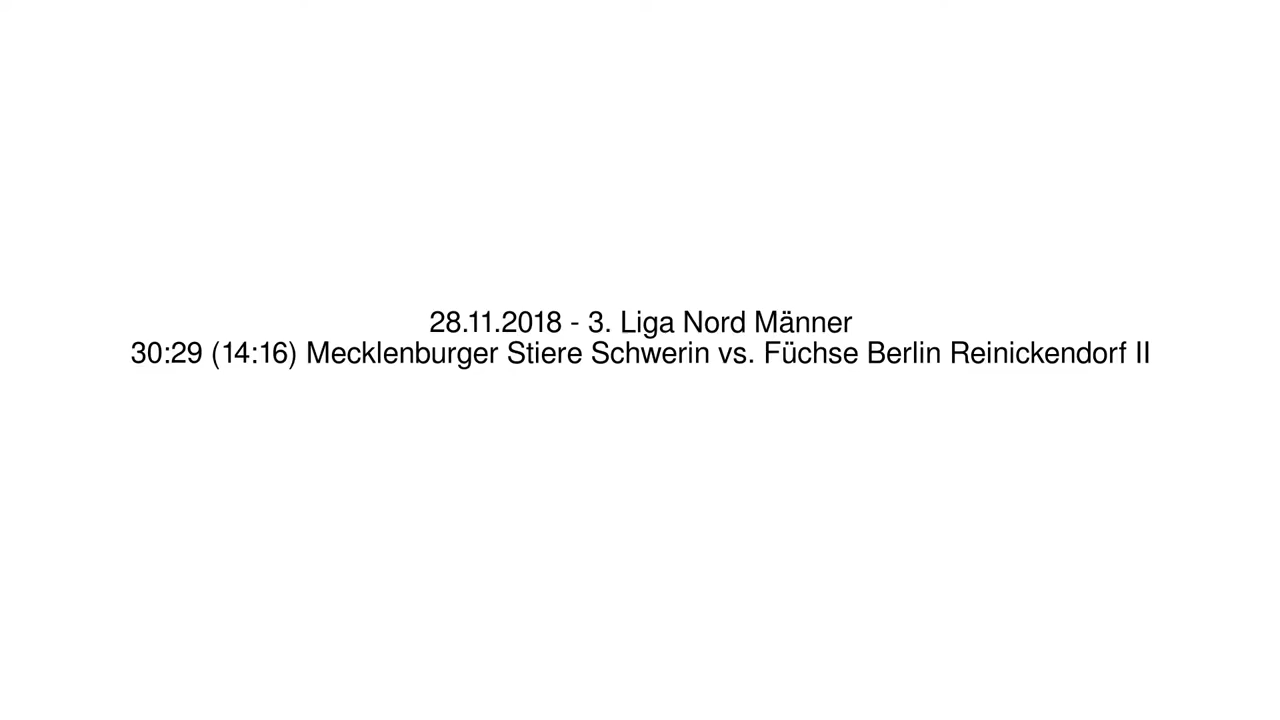 28.11.2018 - 3. Liga Nord Männer
30:29 (14:16) Mecklenburger Stiere Schwerin vs. Füchse Berlin Reinickendorf II